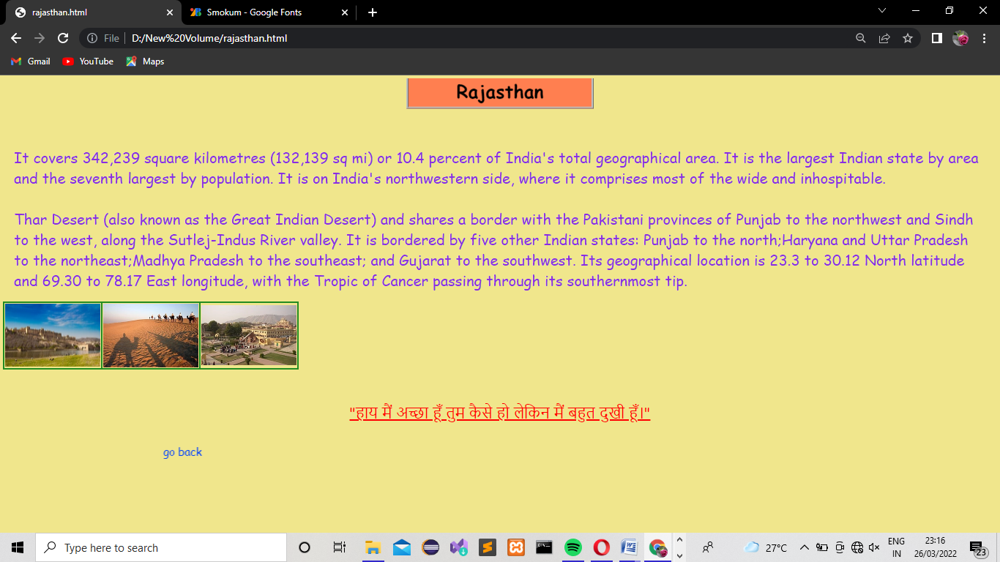 rajasthan.html
Smokum - Google Fonts
File
D:/New%20Volume/rajasthan.html
Gmail
YouTube
Maps
Rajasthan
It covers 342,239 square kilometres (132,139 sq mi) or 10.4 percent of India's total geographical area. It is the largest Indian state by area
and the seventh largest by population. It is on India's northwestern side, where it comprises most of the wide and inhospitable.
Thar Desert (also known as the Great Indian Desert) and shares a border with the Pakistani provinces of Punjab to the northwest and Sindh
to the west, along the Sutlej-Indus River valley. It is bordered by five other Indian states: Punjab to the north;Haryana and Uttar Pradesh
to the northeast;Madhya Pradesh to the southeast; and Gujarat to the southwest. Its geographical location is 23.3 to 30.12 North latitude
and 69.30 to 78.17 East longitude, with the Tropic of Cancer passing through its southernmost tip.
"हाय मैं अच्छा हूँ तुम कैसे हो लेकिन मैं बहुत दुखी हूँ।"
go back
Type here to search
27°C
ENG
IN
23:16
26/03/2022
23